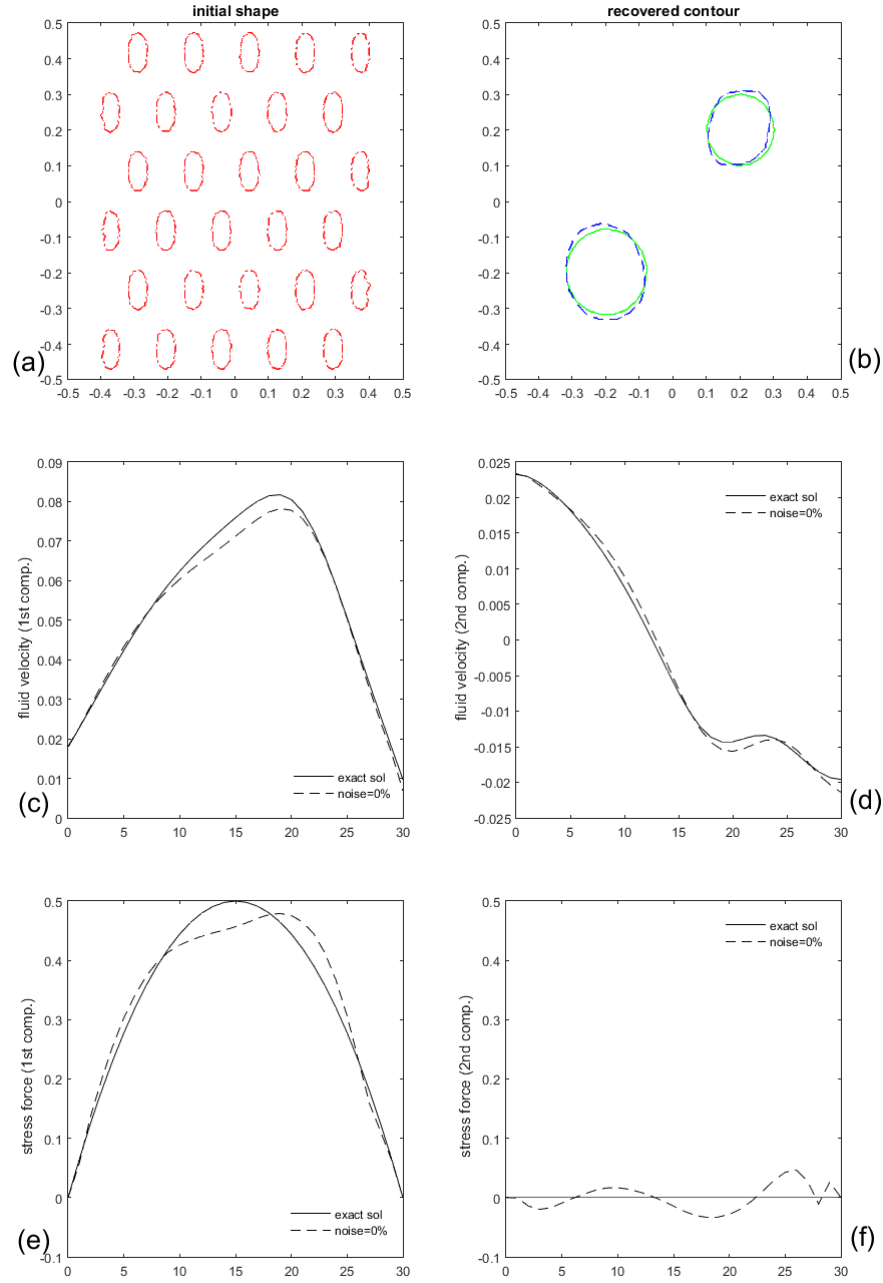 initial shape
0.5
0.4
0.3
0.2
0.1
0
-0.1
-0.2
-0.3
-0.4
-0.5
-0.5 -0.4 -0.3 -0.2 -0.1 0 0.1 0.2 0.3 0.4 0.5
(a)
recovered contour
0.5
0.4
0.3
0.2
0.1
0
-0.1
-0.2
-0.3
-0.4
-0.5
-0.5 -0.4 -0.3 -0.2 -0.1 0 0.1 0.2 0.3 0.4 0.5
(b)
fluid velocity (1st comp.)
0.09
0.08
0.07
0.06
0.05
0.04
0.03
0.02
0.01
0
0 5 10 15 20 25 30
exact sol
noise=0%
(c)
fluid velocity (2nd comp.)
0.025
0.02
0.015
0.01
0.005
0
-0.005
-0.01
-0.015
-0.02
-0.025
0 5 10 15 20 25 30
exact sol
noise=0%
(d)
stress force (1st comp.)
0.5
0.4
0.3
0.2
0.1
0
-0.1
0 5 10 15 20 25 30
exact sol
noise=0%
(e)
stress force (2nd comp.)
0.5
0.4
0.3
0.2
0.1
0
-0.1
0 5 10 15 20 25 30
exact sol
noise=0%
(f)